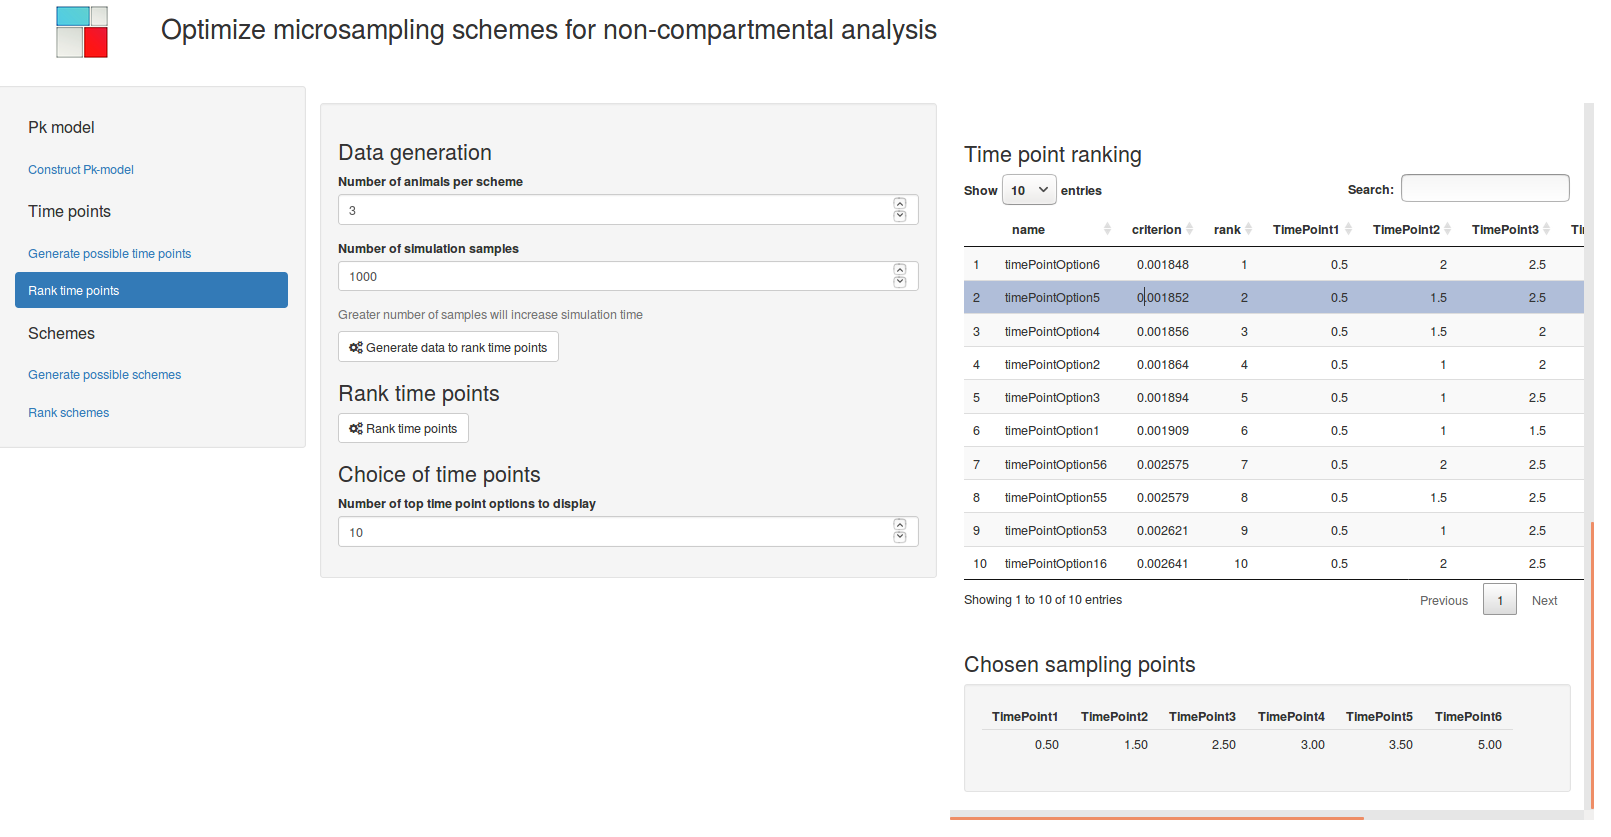 Optimize microsampling schemes for non-compartmental analysis
Pk model
Construct Pk-model
Time points
Generate possible time points
Rank time points
Schemes
Generate possible schemes
Rank schemes
Data generation
Number of animals per scheme
3
Number of simulation samples
1000
Greater number of samples will increase simulation time
Generate data to rank time points
Rank time points
Rank time points
Choice of time points
Number of top time point options to display
10
Time point ranking
Show 10 entries Search:
name criterion rank TimePoint1 TimePoint2 TimePoint3 Ti
1 timePointOption6 0.001848 1 0.5 2 2.5
2 timePointOption5 0.001852 2 0.5 1.5 2.5
3 timePointOption4 0.001856 3 0.5 1.5 2
4 timePointOption2 0.001864 4 0.5 1 2
5 timePointOption3 0.001894 5 0.5 1 2.5
6 timePointOption1 0.001909 6 0.5 1 1.5
7 timePointOption56 0.002575 7 0.5 2 2.5
8 timePointOption55 0.002579 8 0.5 1.5 2.5
9 timePointOption53 0.002621 9 0.5 1 2.5
10 timePointOption16 0.002641 10 0.5 2 2.5
Showing 1 to 10 of 10 entries Previous 1 Next
Chosen sampling points
TimePoint1 TimePoint2 TimePoint3 TimePoint4 TimePoint5 TimePoint6
0.50 1.50 2.50 3.00 3.50 5.00